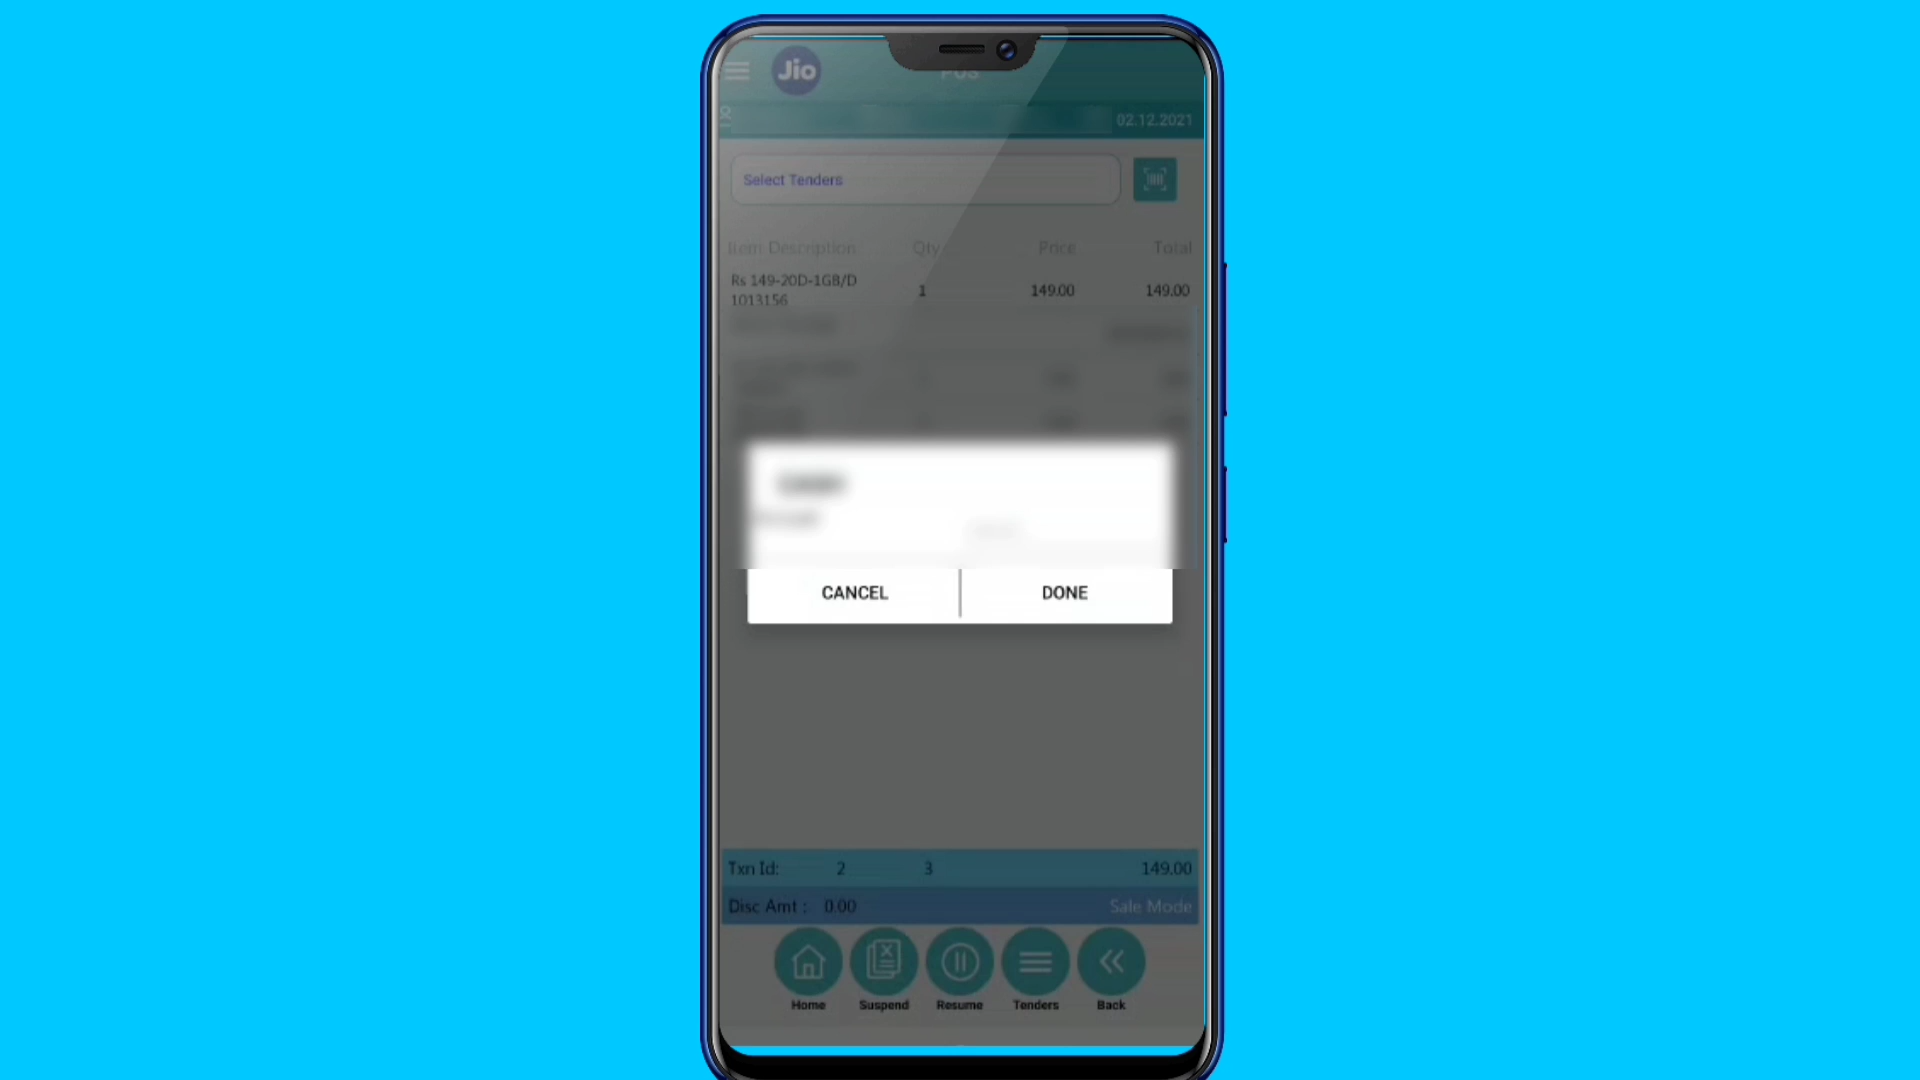 Jio POS
02.12.2021
Select Tenders
Item Description Qty Price Total
Rs 149-20D-1GB/D 1 149.00 149.00
1013156
CANCEL DONE
Txn Id: 2 3 149.00
Disc Amt : 0.00 Sale Mode
Home Suspend Resume Tenders Back